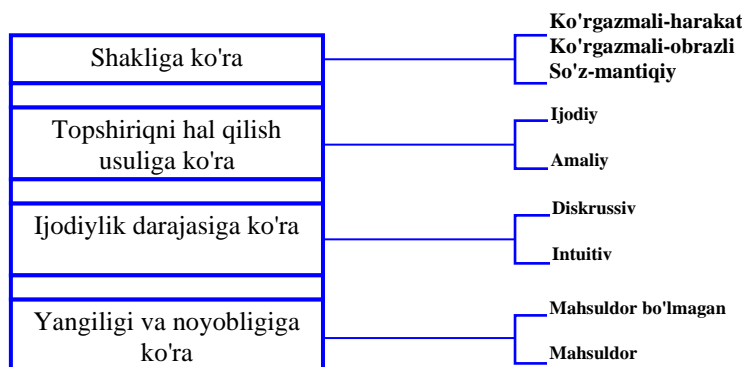 Shakliga ko'ra
Ko'rgazmali-harakat
Ko'rgazmali-obrazli
So'z-mantiqiy
Topshiriqni hal qilish
usuliga ko'ra
Ijodiy
Amaliy
Ijodiylik darajasiga ko'ra
Diskrussiv
Intuitiv
Yangiligi va noyobligiga
ko'ra
Mahsuldor bo'lmagan
Mahsuldor